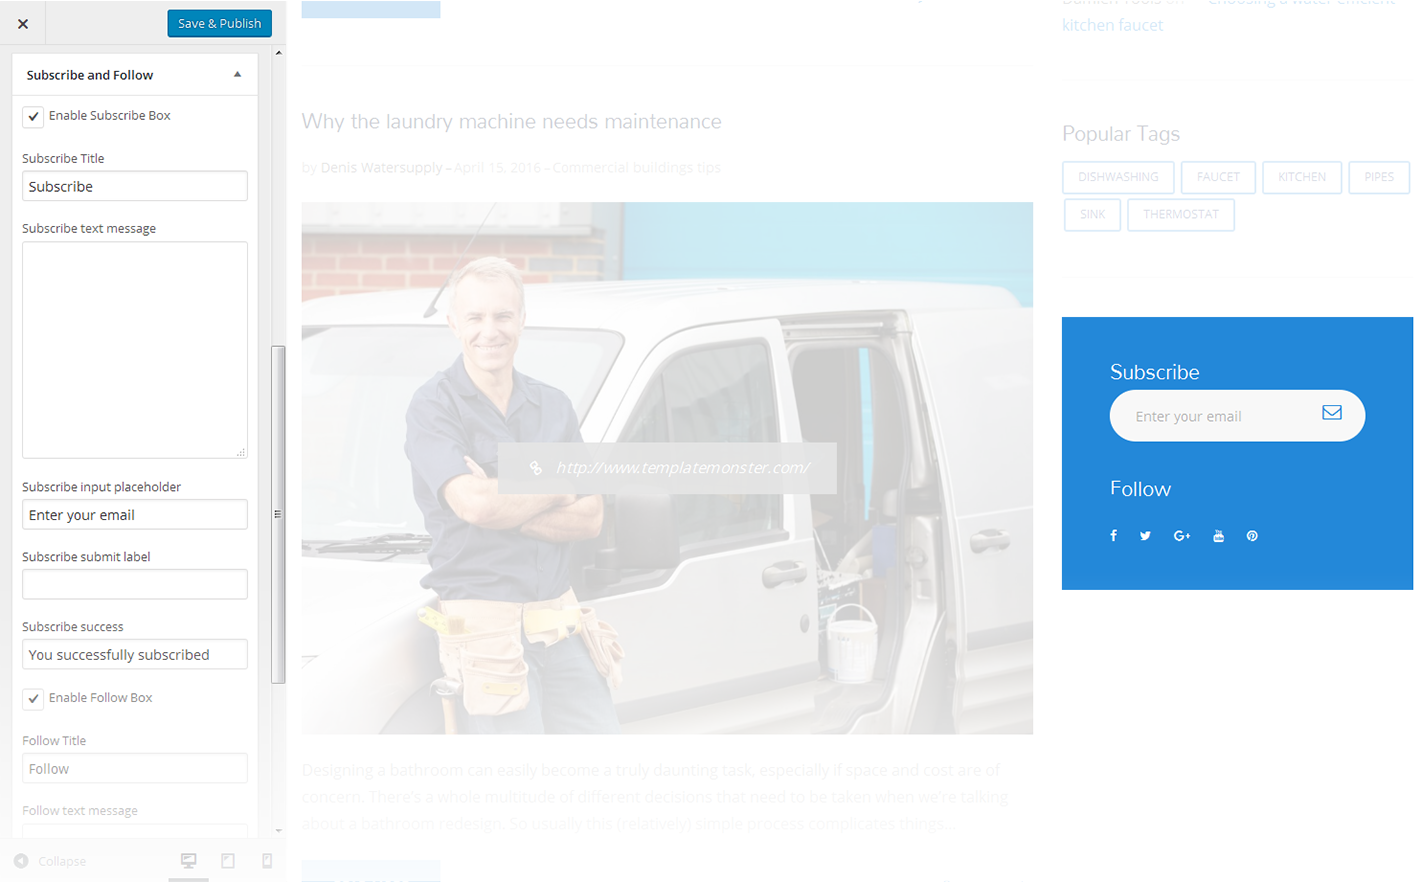 Save & Publish
Subscribe and Follow
Enable Subscribe Box
Subscribe Title
Subscribe
Subscribe text message
Subscribe input placeholder
Enter your email
Subscribe submit label
Subscribe success
You successfully subscribed
Enable Follow Box
Follow Title
Follow
Follow text message
Collapse
Why the laundry machine needs maintenance
by Denis Watersupply – April 15, 2016 – Commercial buildings tips
http://www.templatemonster.com/
Designing a bathroom can easily become a truly daunting task, especially if space and cost are of
concern. There's a whole multitude of different decisions that need to be taken when we're talking
about a bathroom redesign. So usually this (relatively) simple process complicates things...
kitchen faucet
Popular Tags
DISHWASHING FAUCET KITCHEN PIPES
SINK THERMOSTAT
Subscribe
Enter your email
Follow